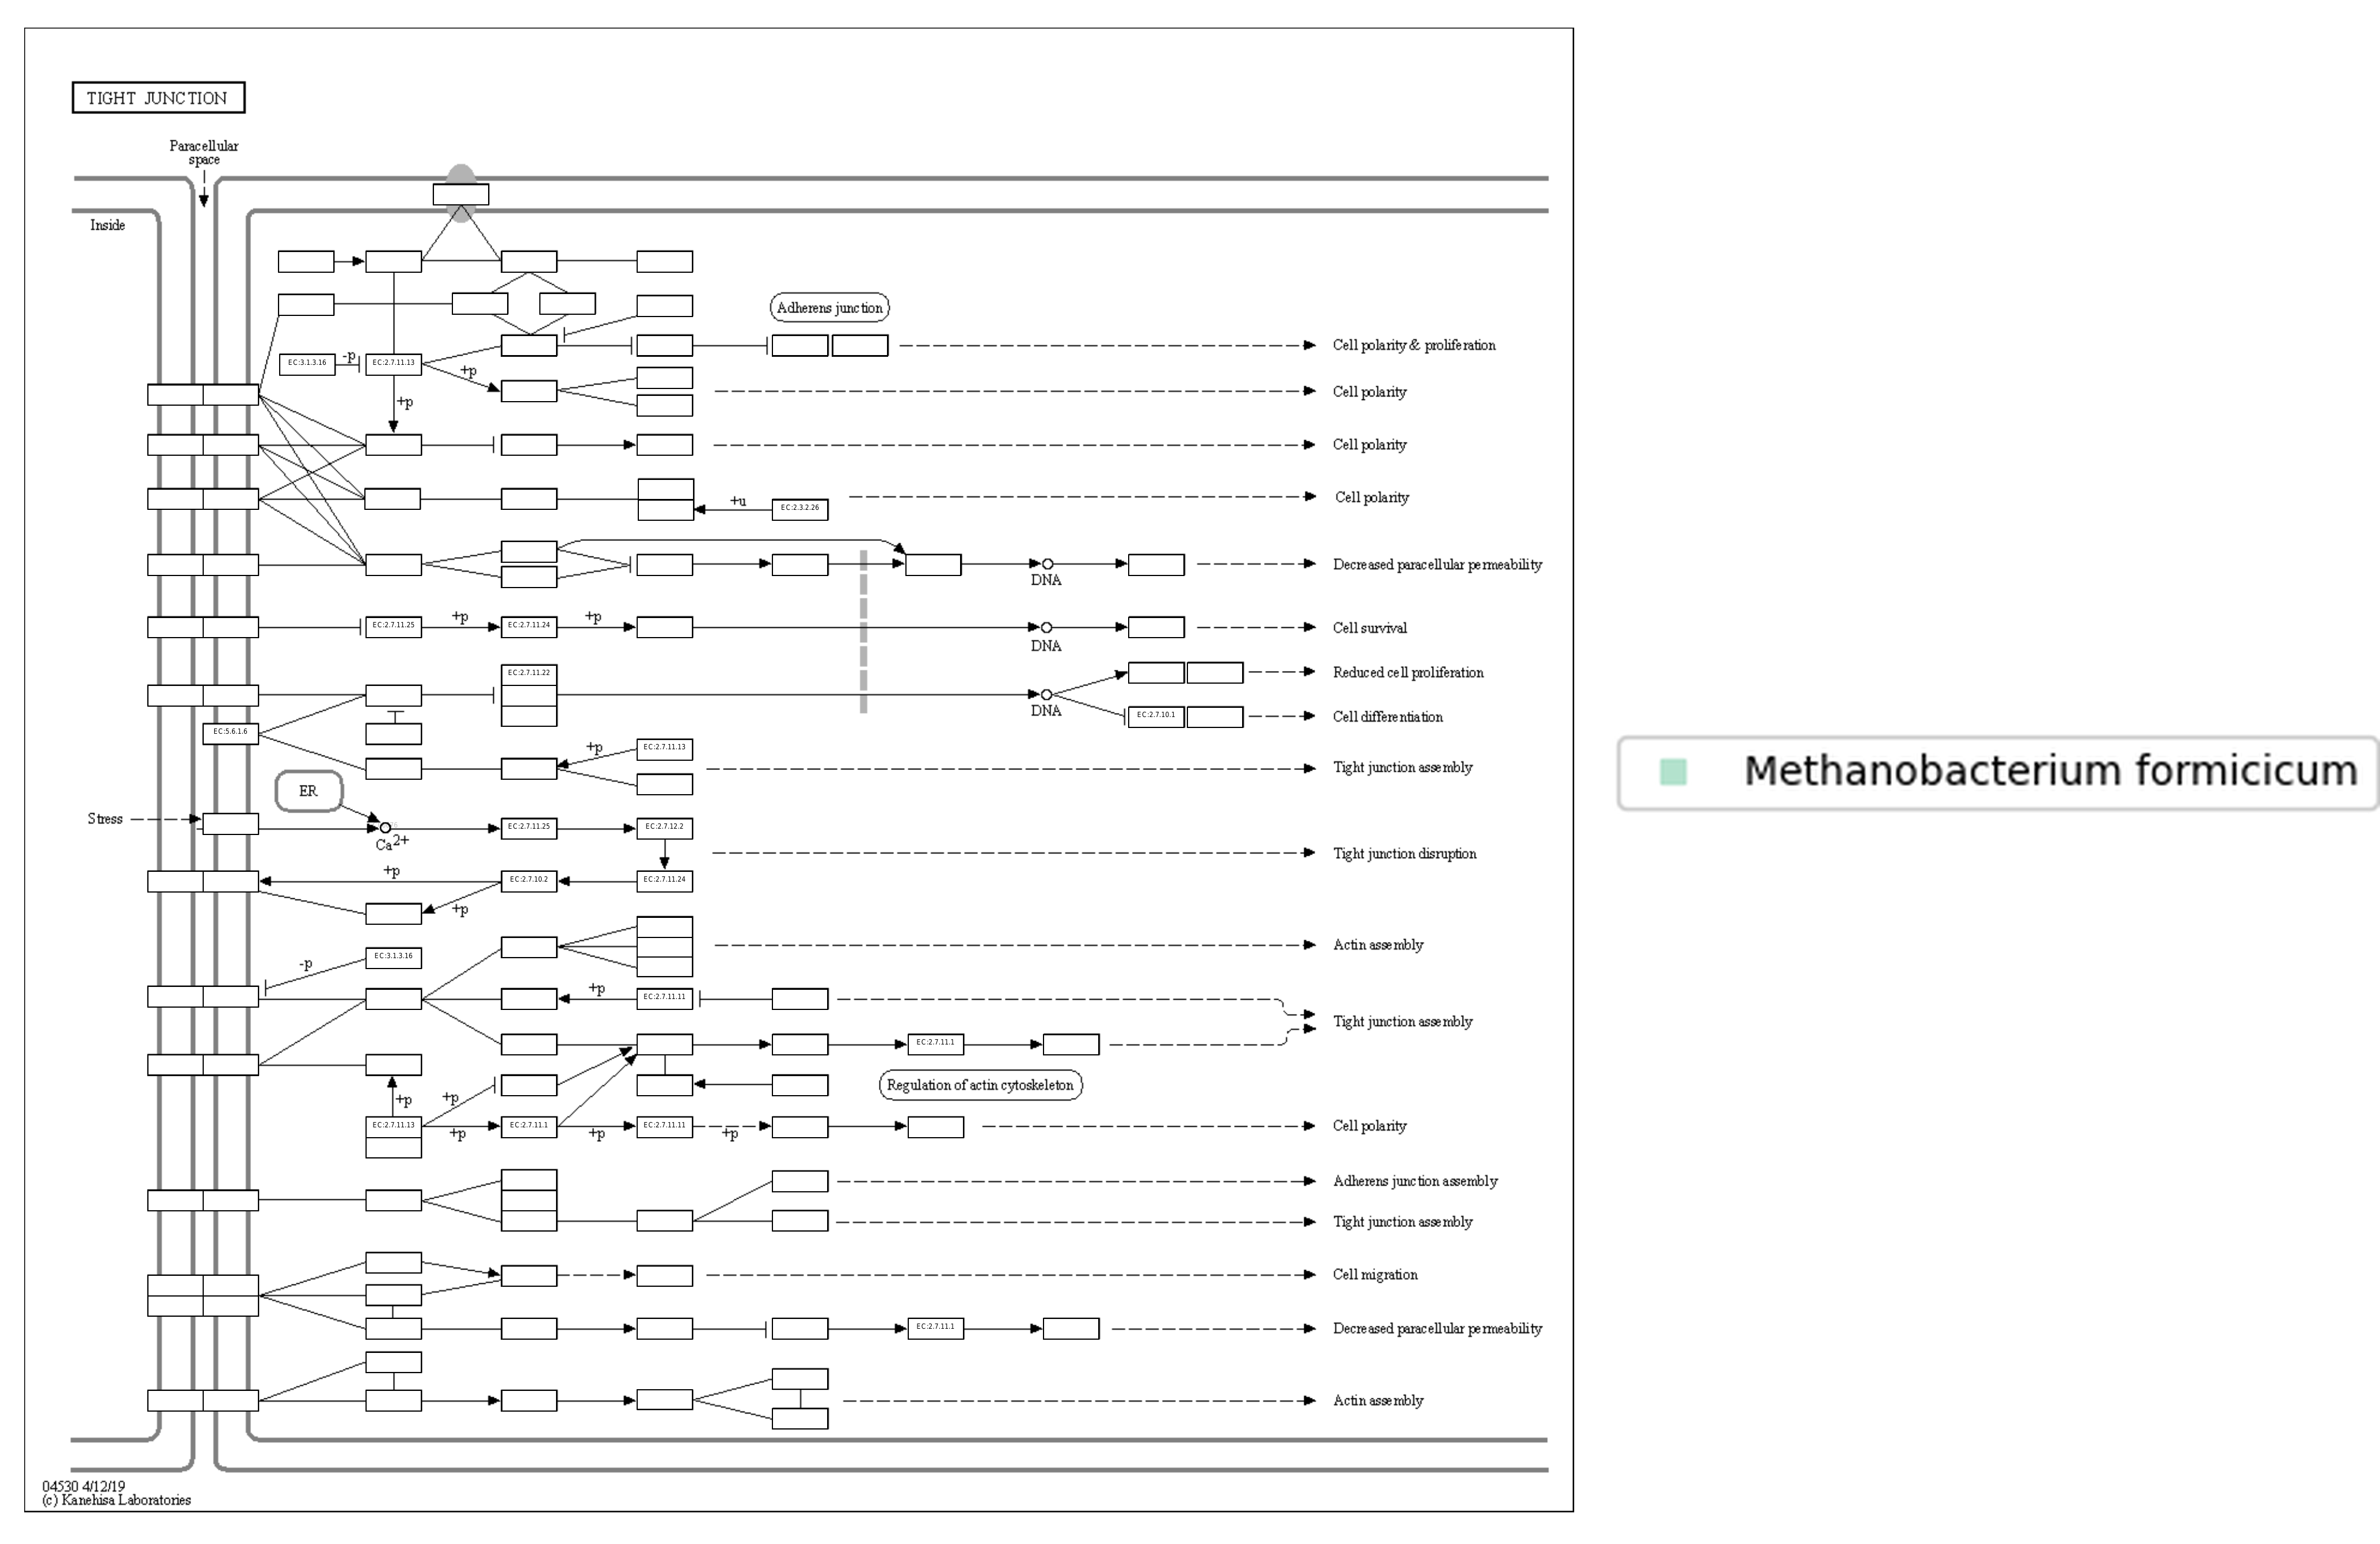 TIGHT JUNCTION
Paracellular
space
Inside
Adherens junction
EC:3.1.3.16
-p
EC:2.7.11.13
Cell polarity & proliferation
+p
Cell polarity
+p
Cell polarity
+u
EC:2.3.2.26
Cell polarity
Decreased paracellular permeability
DNA
EC:2.7.11.25
+p
EC:2.7.11.24
+p
Cell survival
DNA
EC:2.7.11.22
Reduced cell proliferation
DNA
EC:2.7.10.1
Cell differentiation
EC:5.6.1.6
+p
EC:2.7.11.13
Tight junction assembly
Methanobacterium formicicum
ER
Stress
Ca2+
EC:2.7.11.25
EC:2.7.12.2
Tight junction disruption
+p
EC:2.7.10.2
EC:2.7.11.24
+p
Actin assembly
-p
EC:3.1.3.16
+p
EC:2.7.11.11
Tight junction assembly
EC:2.7.11.1
Regulation of actin cytoskeleton
+p
+p
EC:2.7.11.13
+p
EC:2.7.11.1
+p
EC:2.7.11.11
+p
Cell polarity
Adherens junction assembly
Tight junction assembly
Cell migration
EC:2.7.11.1
Decreased paracellular permeability
Actin assembly
04530 4/12/19
(c) Kanehisa Laboratories